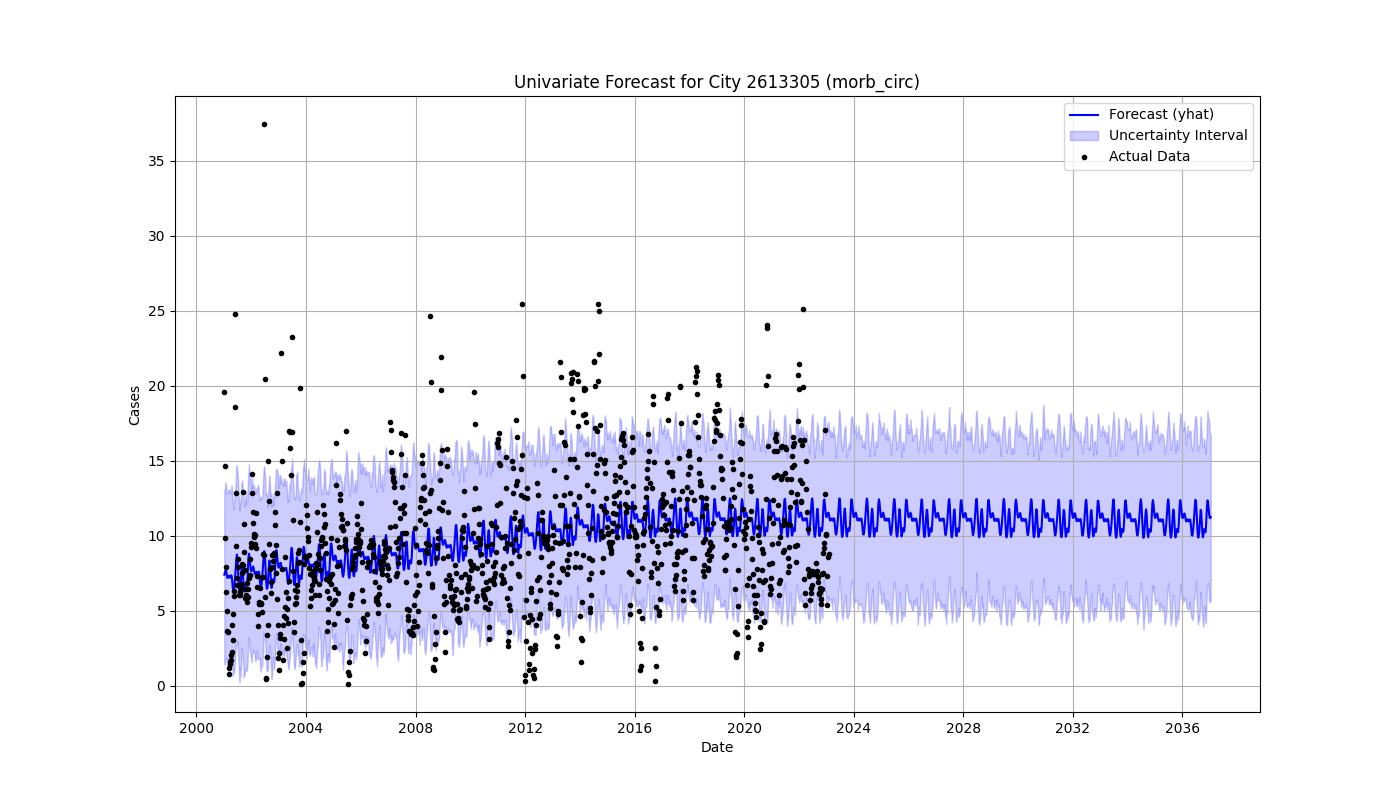 Univariate Forecast for City 2613305 (morb_circ)
Forecast (yhat)
Uncertainty Interval
Actual Data
Cases
35
30
25
20
15
10
5
0
2000 2004 2008 2012 2016 2020 2024 2028 2032 2036
Date